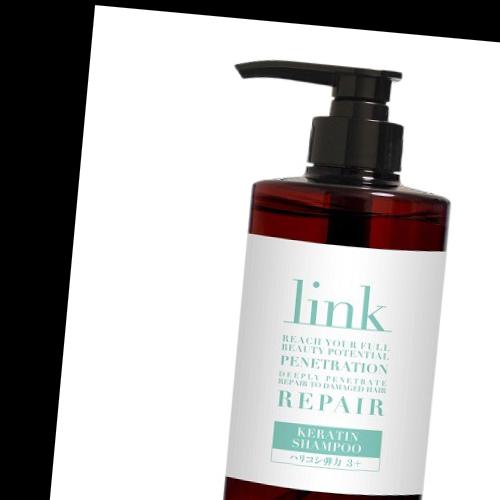 link
REACH YOUR FULL
BEAUTY POTENTIAL
PENETRATION
DEEPLY PENETRATE
REPAIR TO DAMAGED HAIR
REPAIR
KERATIN
SHAMPOO
ハリコシ弾力 3+